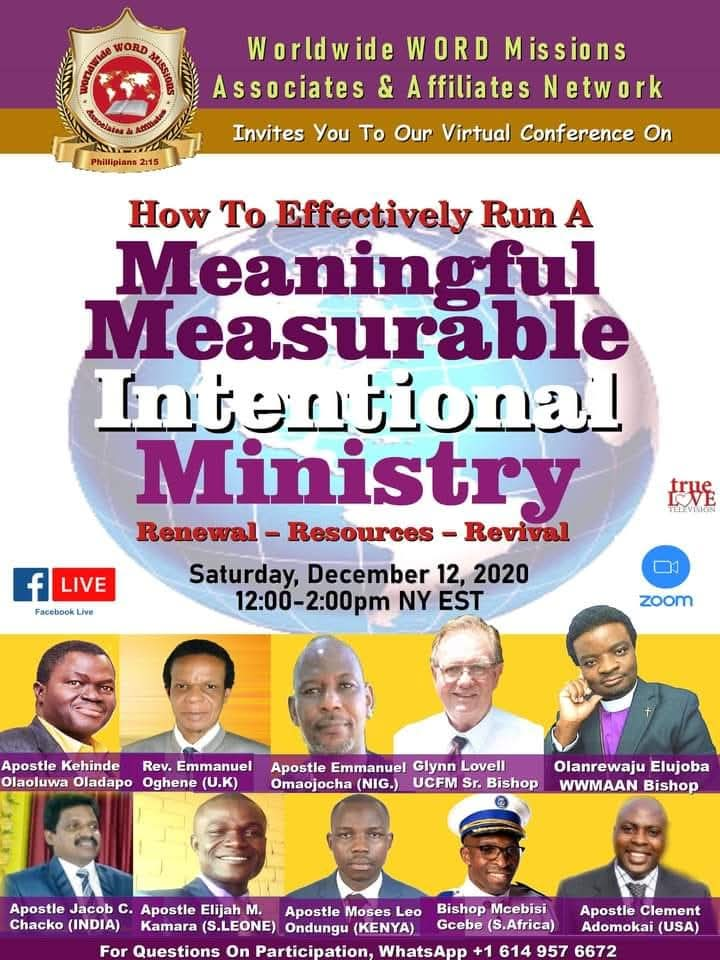 Worldwide WORD Missions
Associates & Affiliates Network
Worldwide WORD Missions
Associates & Affiliates
Phillipians 2:15
Invites You To Our Virtual Conference On
How To Effectively Run A
Meaningful
Measurable
Intentional
Ministry
Renewal – Resources – Revival
true
LOVE
TELEVISION
Saturday, December 12, 2020
12:00-2:00pm NY EST
f LIVE
Facebook Live
zoom
Apostle Kehinde
Olaoluwa Oladapo
Rev. Emmanuel
Oghene (U.K)
Apostle Emmanuel
Omaojocha (NIG.)
Glynn Lovell
UCFM Sr. Bishop
Olanrewaju Elujoba
WWMAAN Bishop
Apostle Jacob C.
Chacko (INDIA)
Apostle Elijah M.
Kamara (S.LEONE)
Apostle Moses Leo
Ondungu (KENYA)
Bishop Mcebisi
Gcebe (S.Africa)
Apostle Clement
Adomokai (USA)
For Questions On Participation, WhatsApp +1 614 957 6672